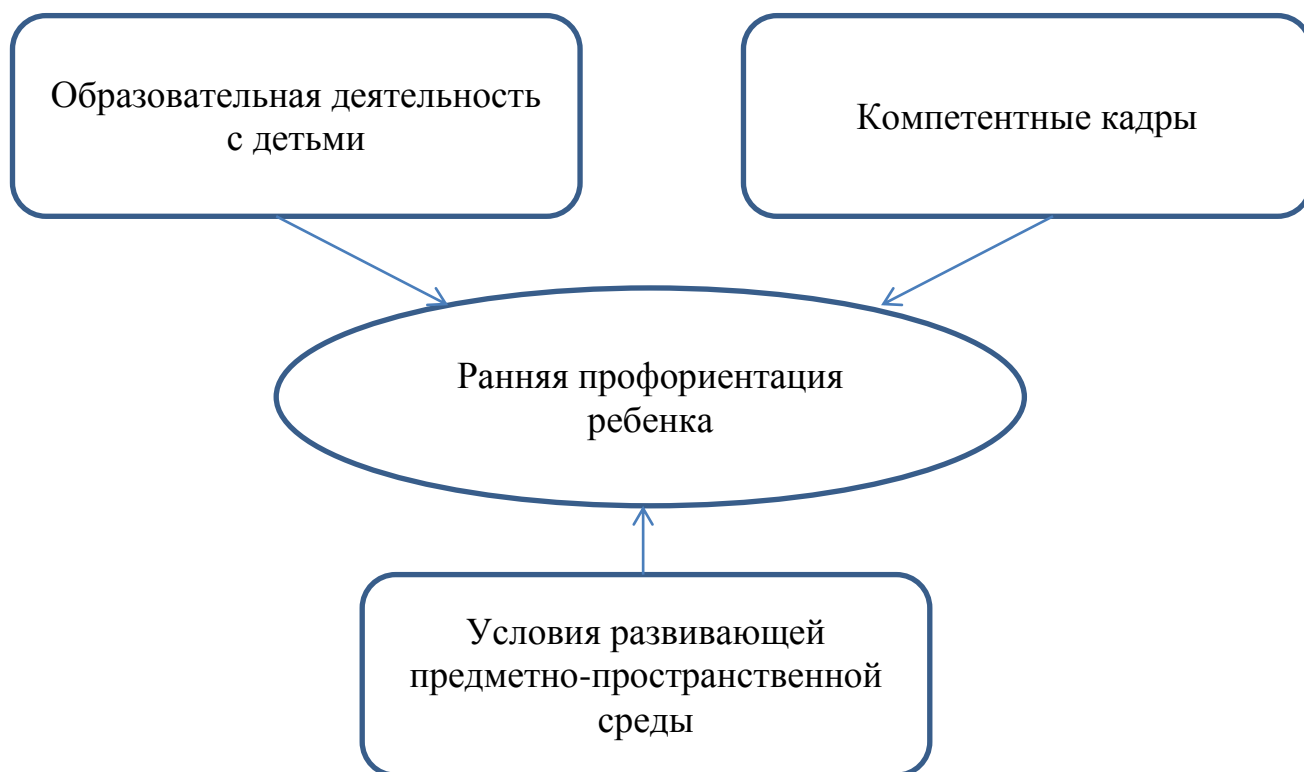 Образовательная деятельность
с детьми
Компетентные кадры
Ранняя профориентация
ребенка
Условия развивающей
предметно-пространственной
среды